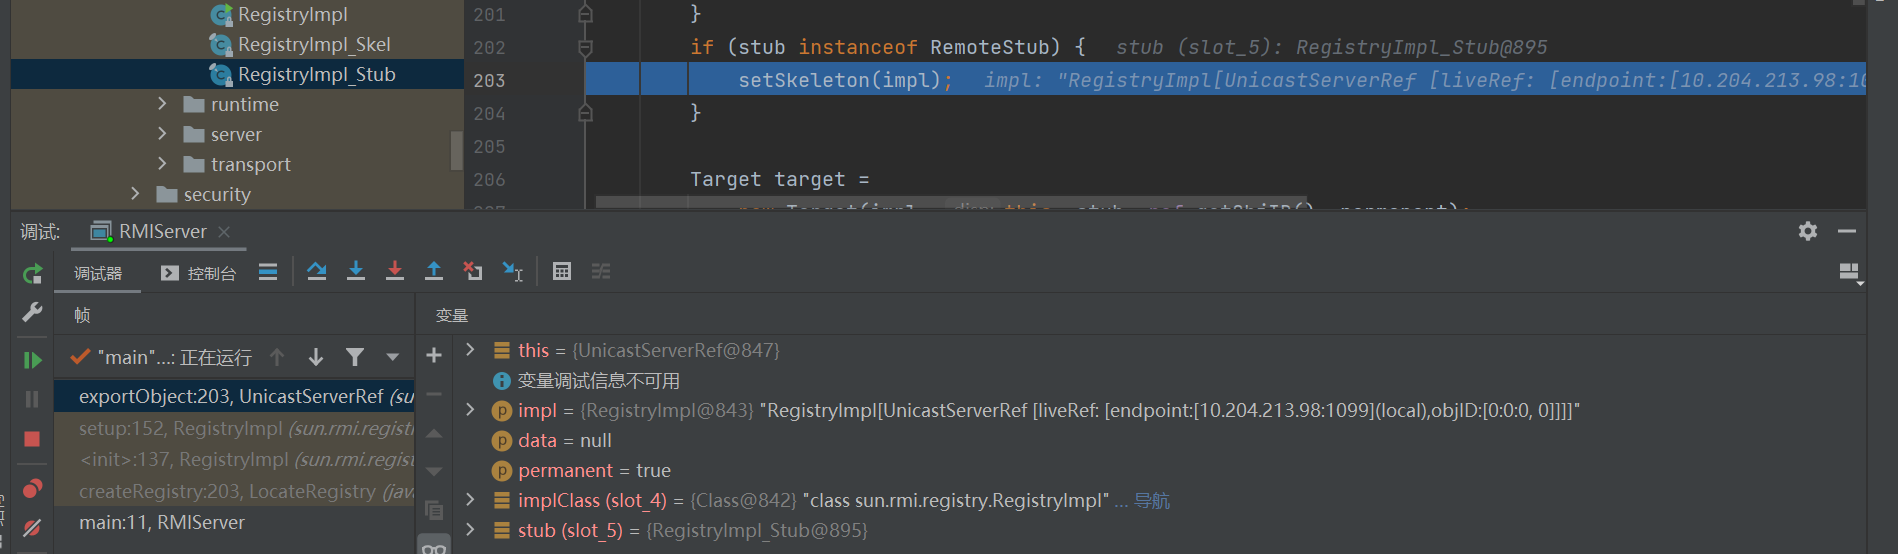 RegistryImpl
RegistryImpl_Skel
RegistryImpl_Stub
runtime
server
transport
security
201 }
202 if (stub instanceof RemoteStub) { stub (slot_5): RegistryImpl_Stub@895
203 setSkeleton(impl); impl: "RegistryImpl[UnicastServerRef [liveRef: [endpoint:[10.204.213.98:10
204 }
205
206 Target target =
调试: RMIServer
调试器 控制台
帧
"main"...: 正在运行
exportObject:203, UnicastServerRef (su
setup:152, RegistryImpl (sun.rmi.regist
<init>:137, RegistryImpl (sun.rmi.regist
createRegistry:203, LocateRegistry (jav
main:11, RMIServer
变量
this = {UnicastServerRef@847}
变量调试信息不可用
impl = {RegistryImpl@843} "RegistryImpl[UnicastServerRef [liveRef: [endpoint:[10.204.213.98:1099](local),objID:[0:0:0, 0]]]]"
data = null
permanent = true
implClass (slot_4) = {Class@842} "class sun.rmi.registry.RegistryImpl" ... 导航
stub (slot_5) = {RegistryImpl_Stub@895}